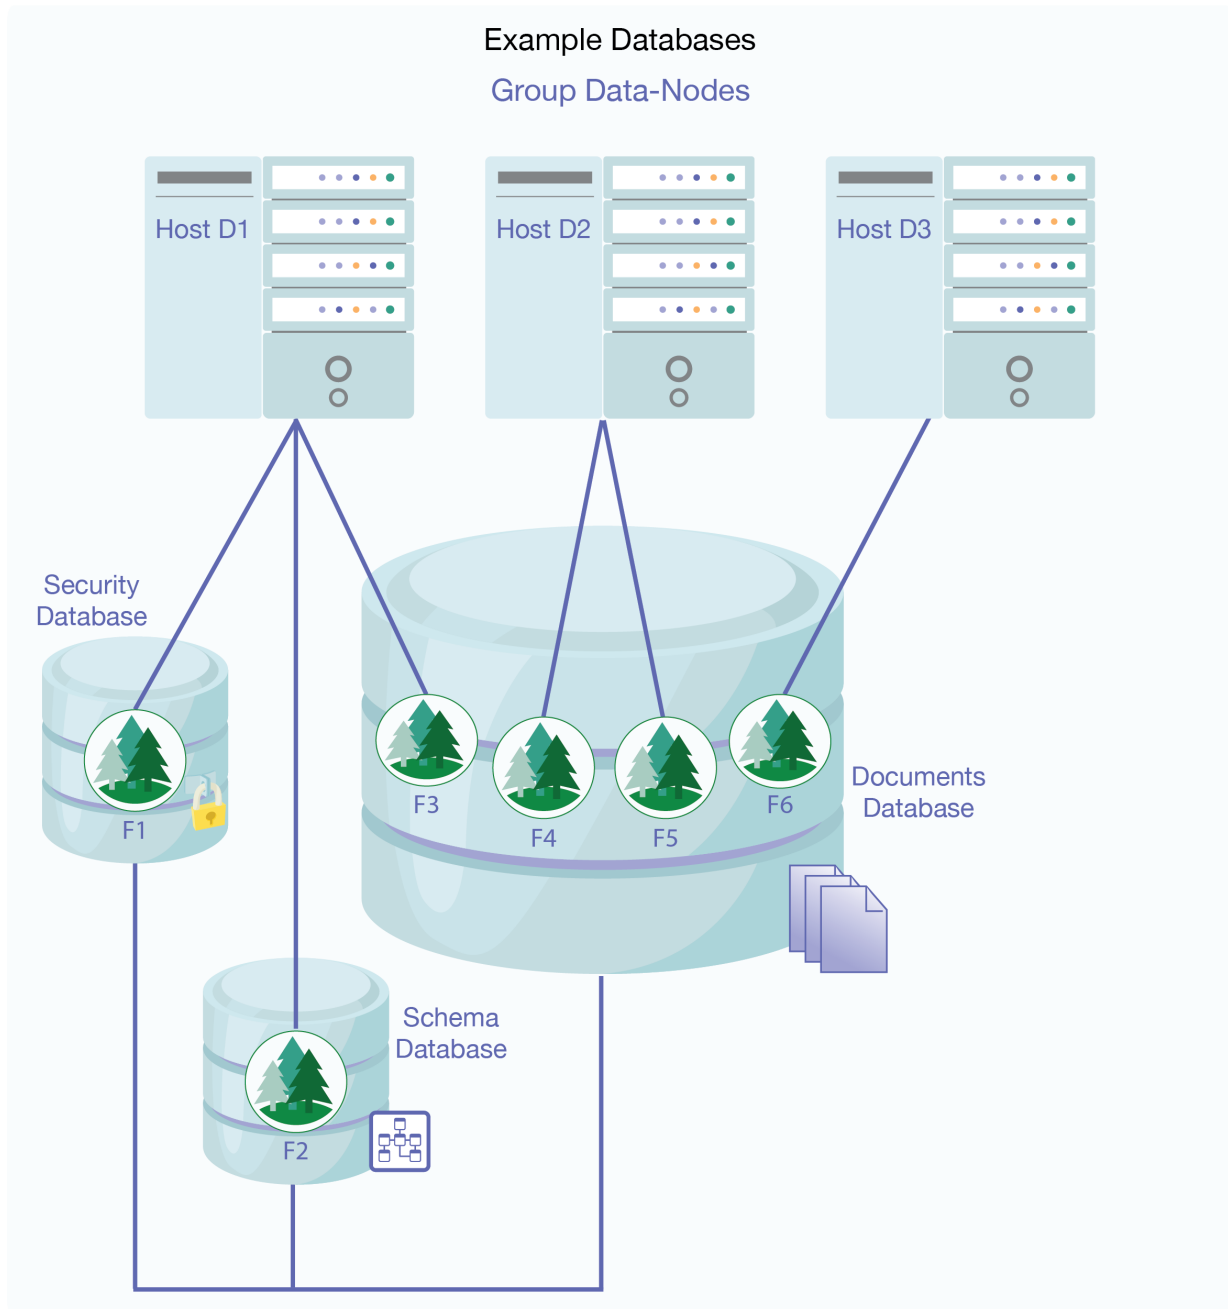 Example Databases
Group Data-Nodes
Host D1
Host D2
Host D3
Security
Database
F1
F3
F4
F5
F6
Documents
Database
Schema
Database
F2